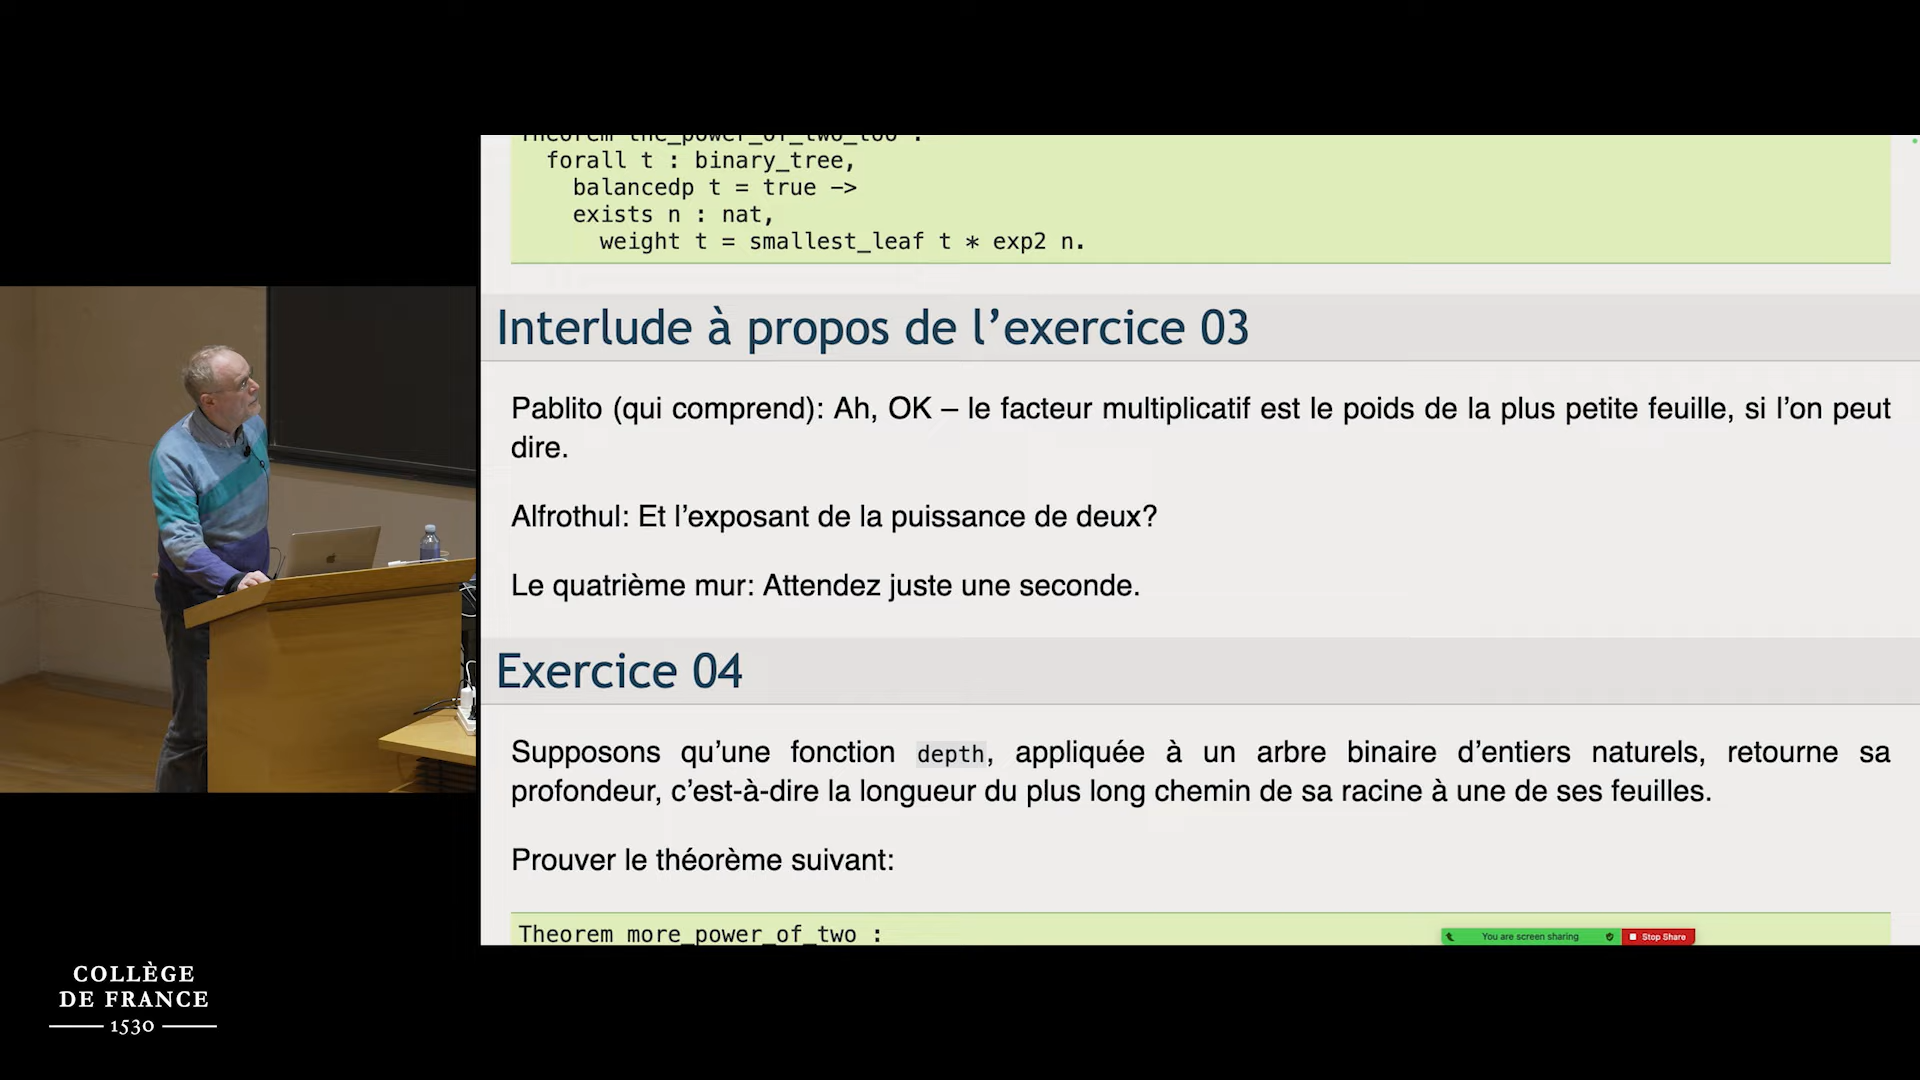 Theorem the_power_of_two_too :
forall t : binary_tree,
balancedp t = true ->
exists n : nat,
weight t = smallest_leaf t * exp2 n.
Interlude à propos de l’exercice 03
Pablito (qui comprend): Ah, OK – le facteur multiplicatif est le poids de la plus petite feuille, si l’on peut
dire.
Alfrothul: Et l’exposant de la puissance de deux?
Le quatrième mur: Attendez juste une seconde.
Exercice 04
Supposons qu’une fonction depth, appliquée à un arbre binaire d’entiers naturels, retourne sa
profondeur, c’est-à-dire la longueur du plus long chemin de sa racine à une de ses feuilles.
Prouver le théorème suivant:
Theorem more_power_of_two :
You are screen sharing
Stop Share
COLLÈGE
DE FRANCE
1530